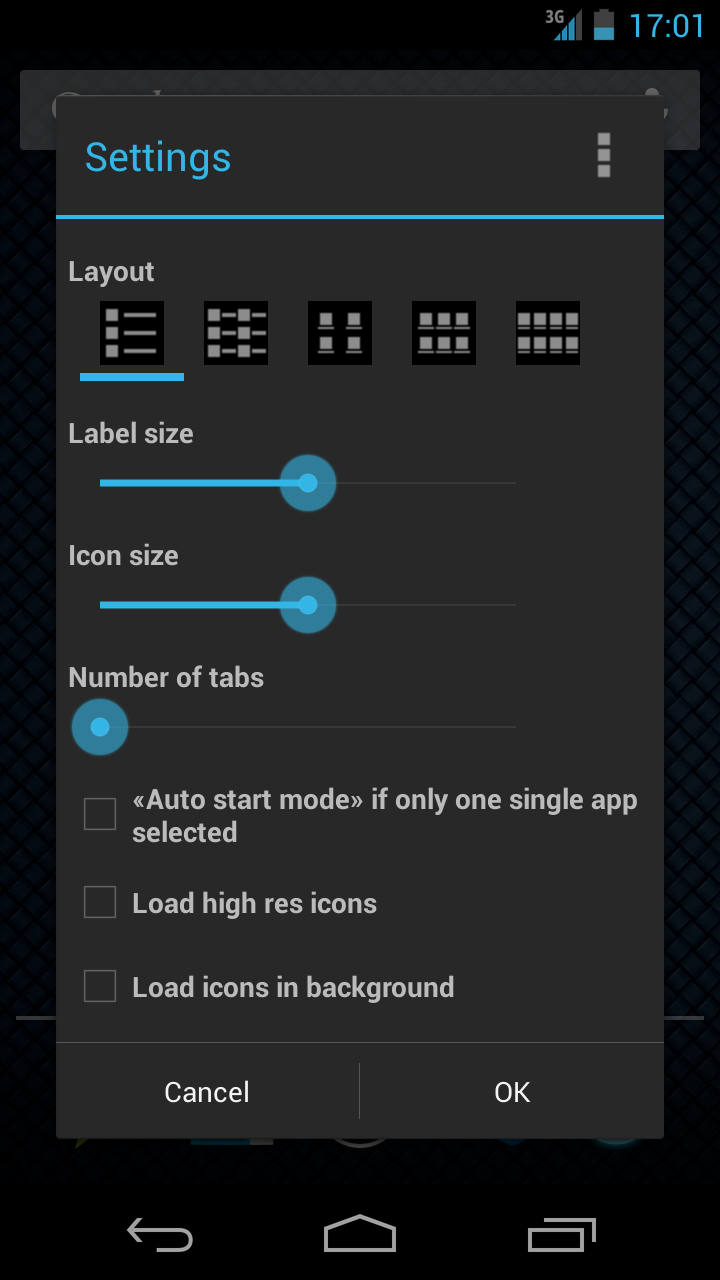 3G 17:01
Settings
Layout
Label size
Icon size
Number of tabs
«Auto start mode» if only one single app
selected
Load high res icons
Load icons in background
Cancel OK